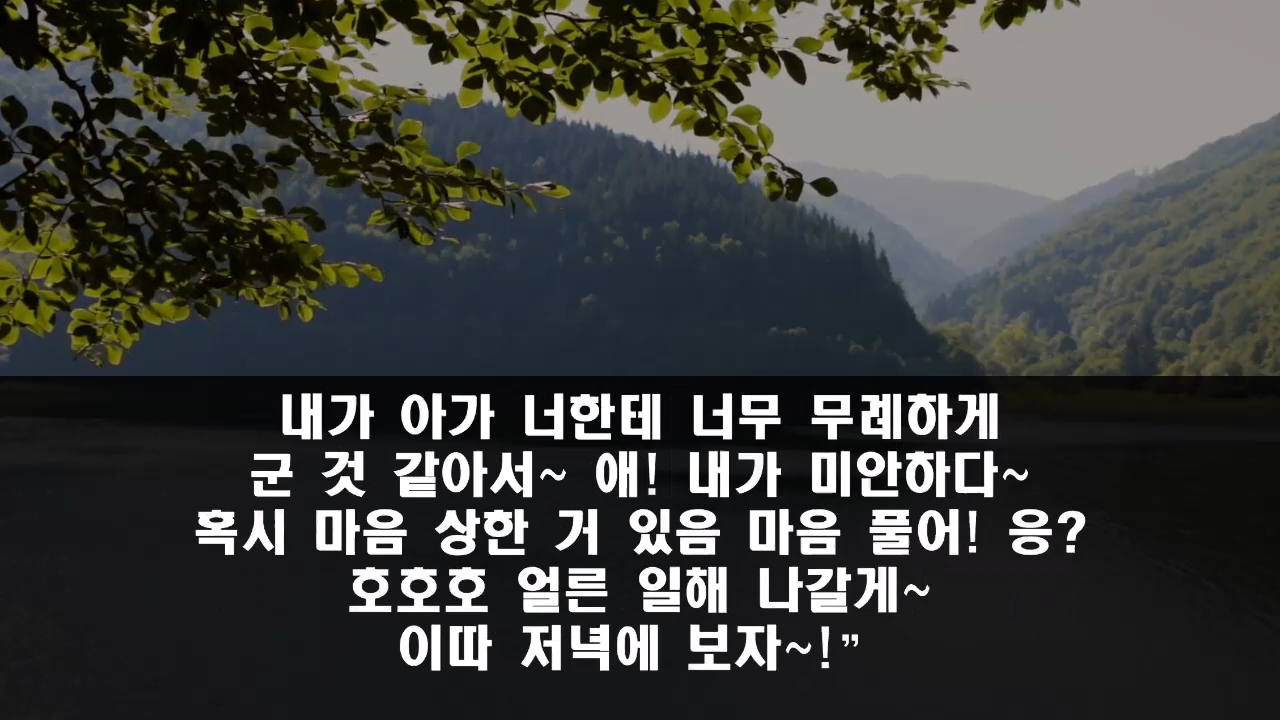 내가 아가 너한테 너무 무례하게
군 것 같아서~ 얘! 내가 미안하다~
혹시 마음 상한 거 있음 마음 풀어! 응?
호호호 얼른 일해 나갈게~
이따 저녁에 보자~!”